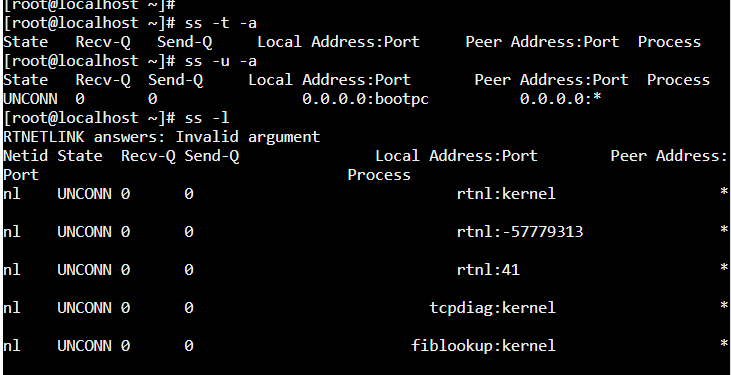 [root@localhost ~]#
[root@localhost ~]# ss -t -a
State   Recv-Q   Send-Q     Local Address:Port     Peer Address:Port  Process
[root@localhost ~]# ss -u -a
State   Recv-Q  Send-Q     Local Address:Port       Peer Address:Port  Process
UNCONN  0       0                0.0.0.0:bootpc          0.0.0.0:*
[root@localhost ~]# ss -l
RTNETLINK answers: Invalid argument
Netid State  Recv-Q Send-Q               Local Address:Port        Peer Address:
Port                                  Process
nl    UNCONN 0      0                             rtnl:kernel                  *
nl    UNCONN 0      0                             rtnl:-57779313               *
nl    UNCONN 0      0                             rtnl:41                      *
nl    UNCONN 0      0                          tcpdiag:kernel                  *
nl    UNCONN 0      0                        fiblookup:kernel                  *